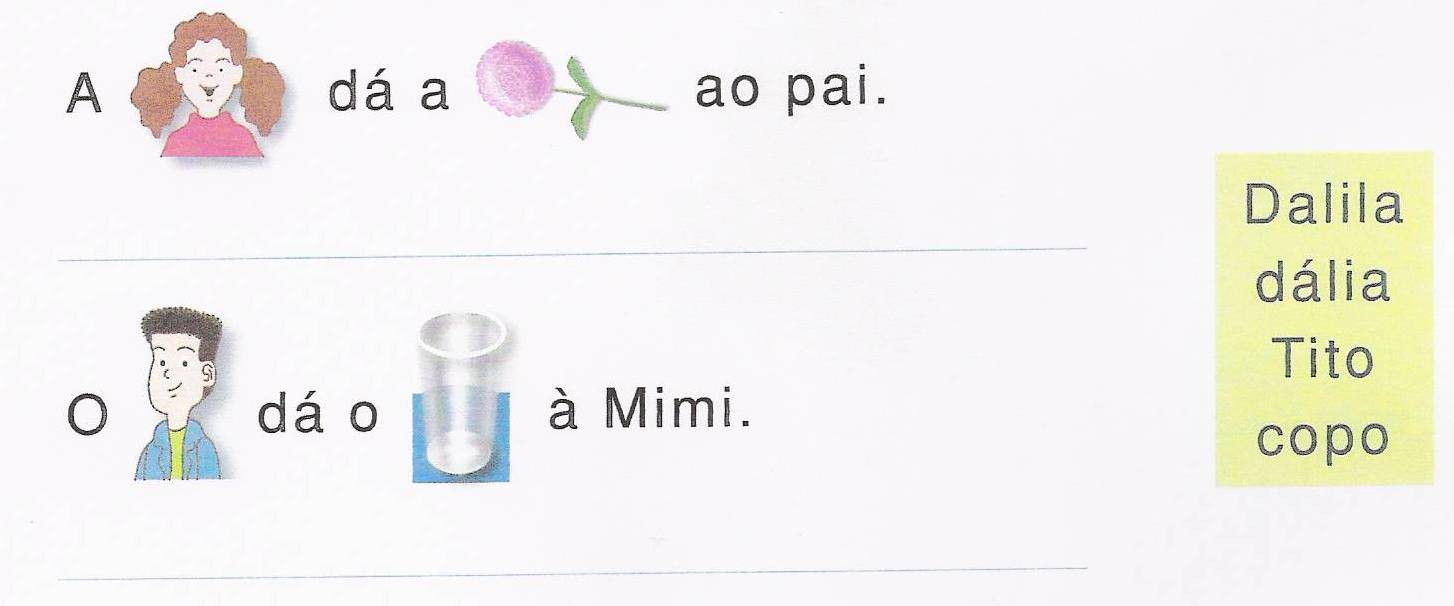 A dá a ao pai.
O dá o à Mimi.
Dalila
dália
Tito
copo